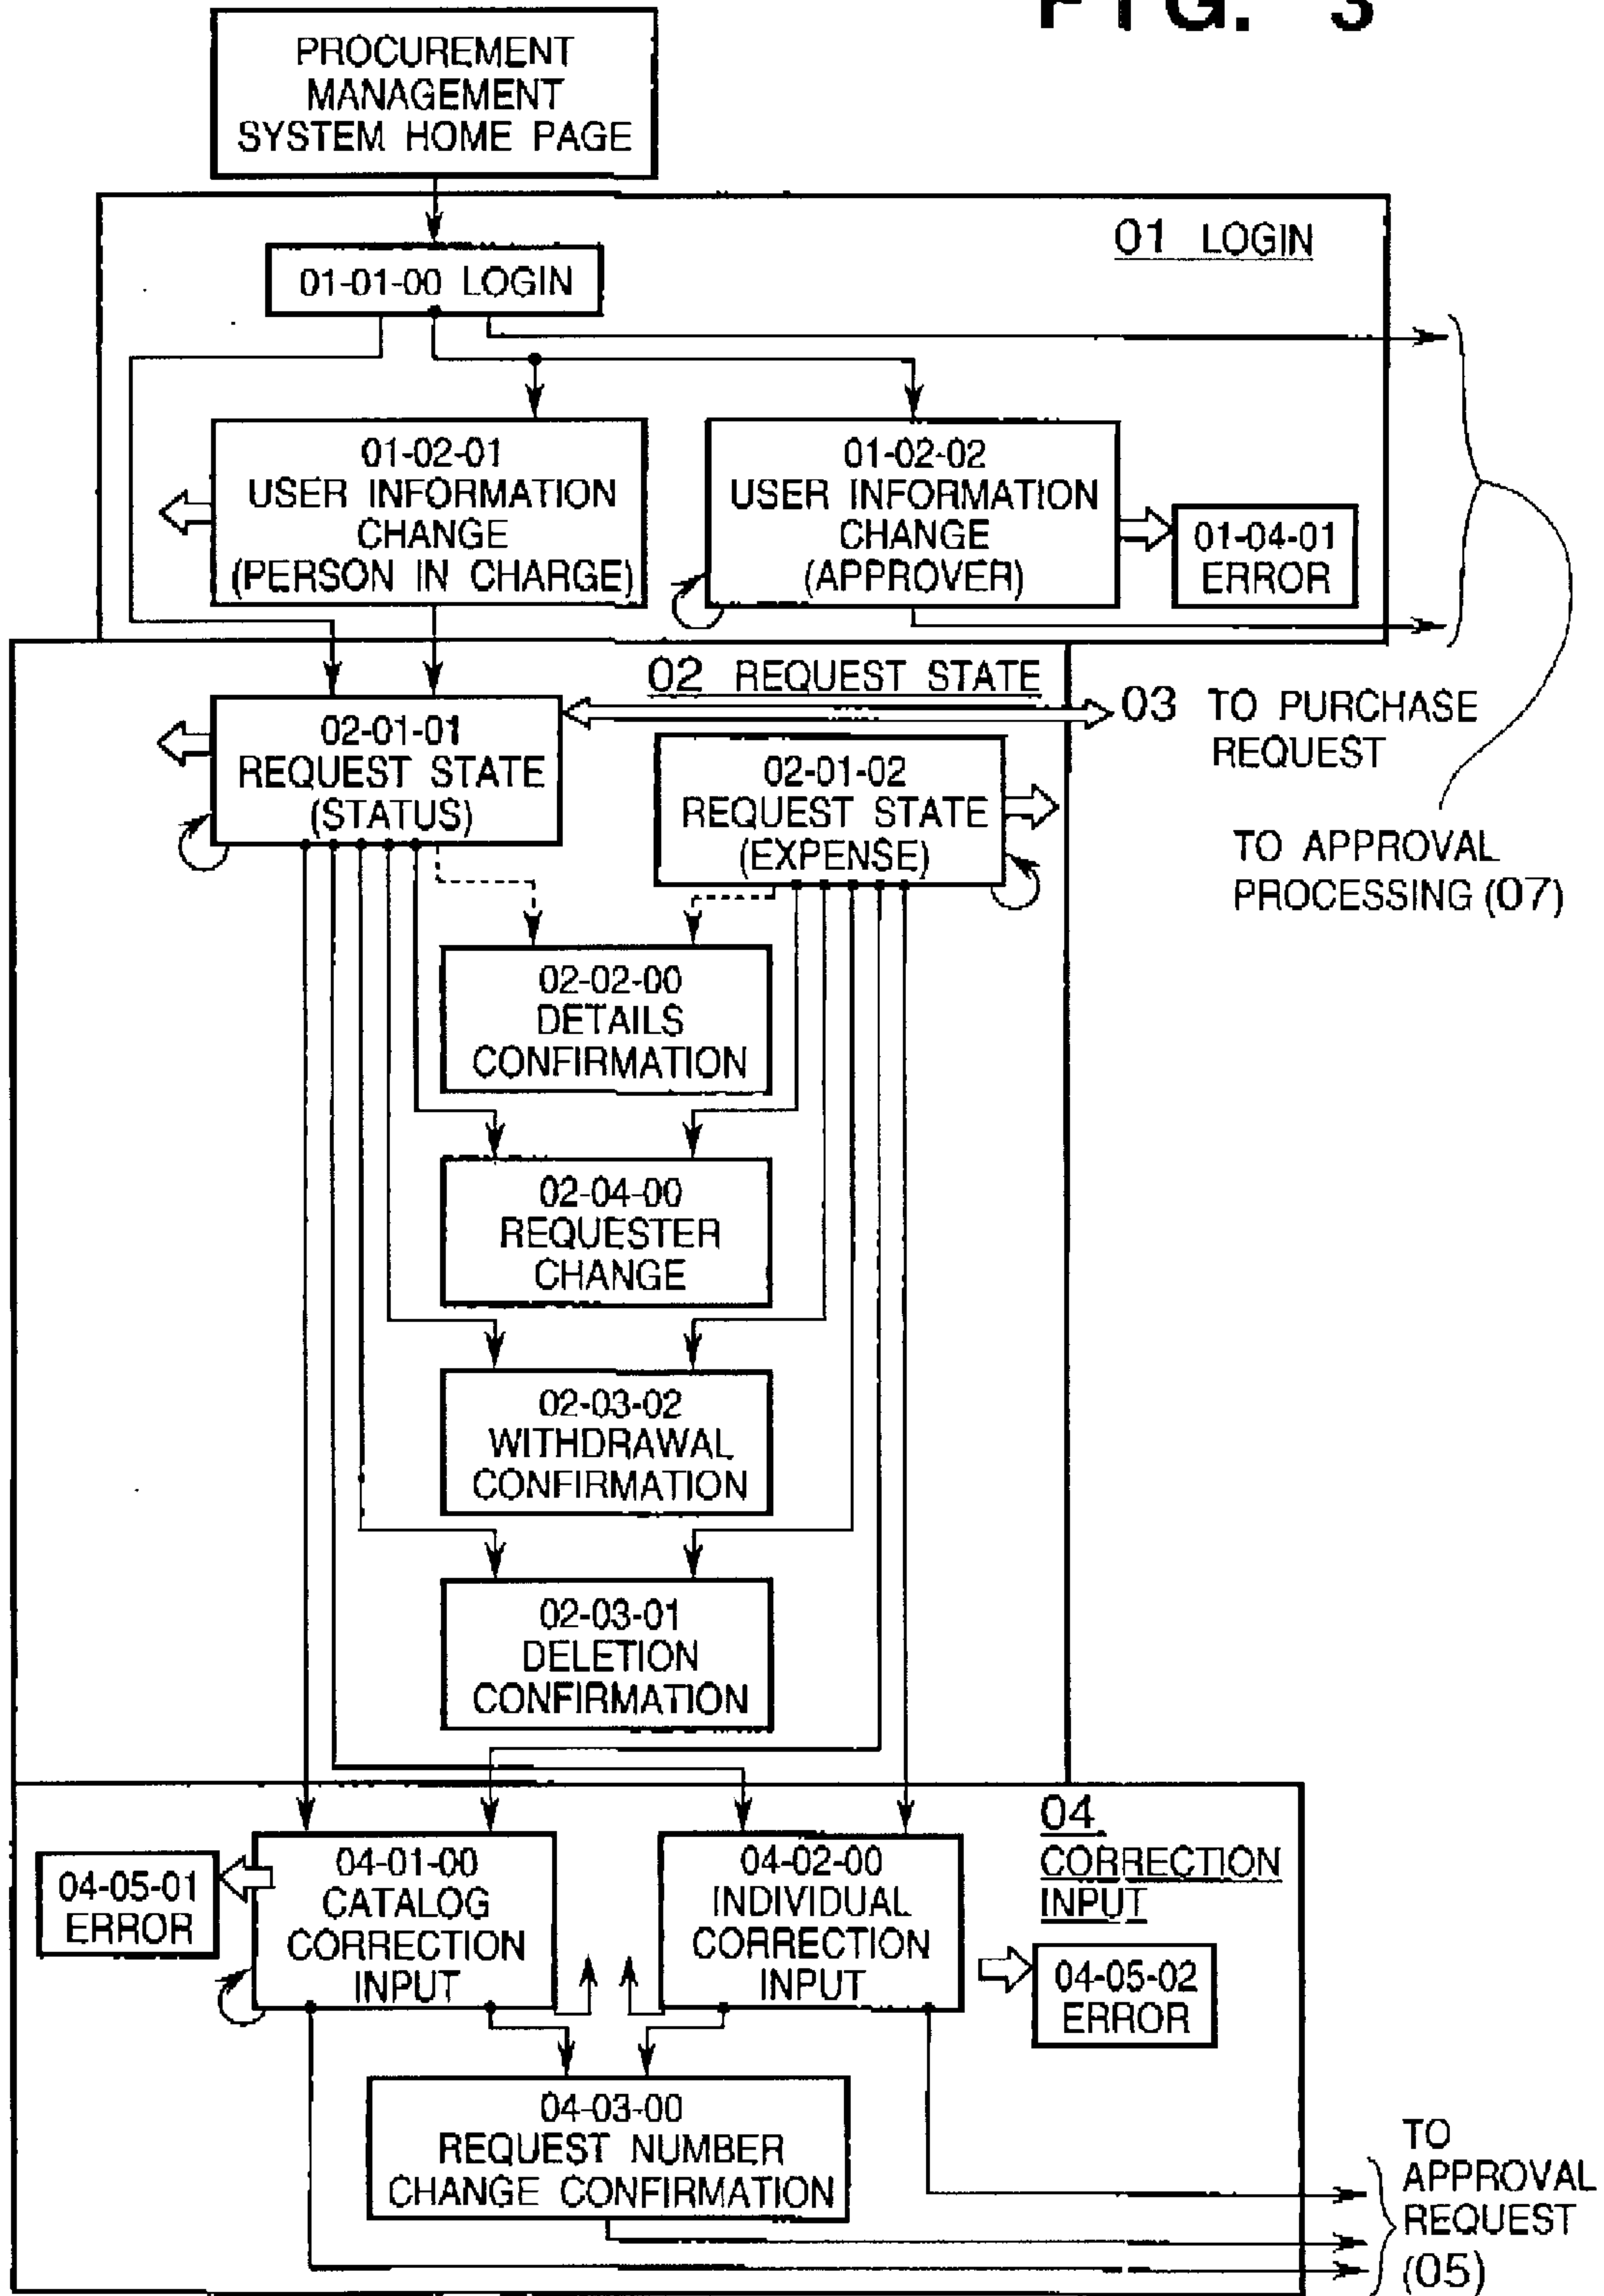 FIG. 3
PROCUREMENT
MANAGEMENT
SYSTEM HOME PAGE
01 LOGIN
01-01-00 LOGIN
01-02-01
USER INFORMATION
CHANGE
(PERSON IN CHARGE)
01-02-02
USER INFORMATION
CHANGE
(APPROVER)
01-04-01
ERROR
02 REQUEST STATE
03 TO PURCHASE
REQUEST
02-01-01
REQUEST STATE
(STATUS)
02-01-02
REQUEST STATE
(EXPENSE)
TO APPROVAL
PROCESSING (07)
02-02-00
DETAILS
CONFIRMATION
02-04-00
REQUESTER
CHANGE
02-03-02
WITHDRAWAL
CONFIRMATION
02-03-01
DELETION
CONFIRMATION
04
CORRECTION
INPUT
04-05-01
ERROR
04-01-00
CATALOG
CORRECTION
INPUT
04-02-00
INDIVIDUAL
CORRECTION
INPUT
04-05-02
ERROR
04-03-00
REQUEST NUMBER
CHANGE CONFIRMATION
TO
APPROVAL
REQUEST
(05)